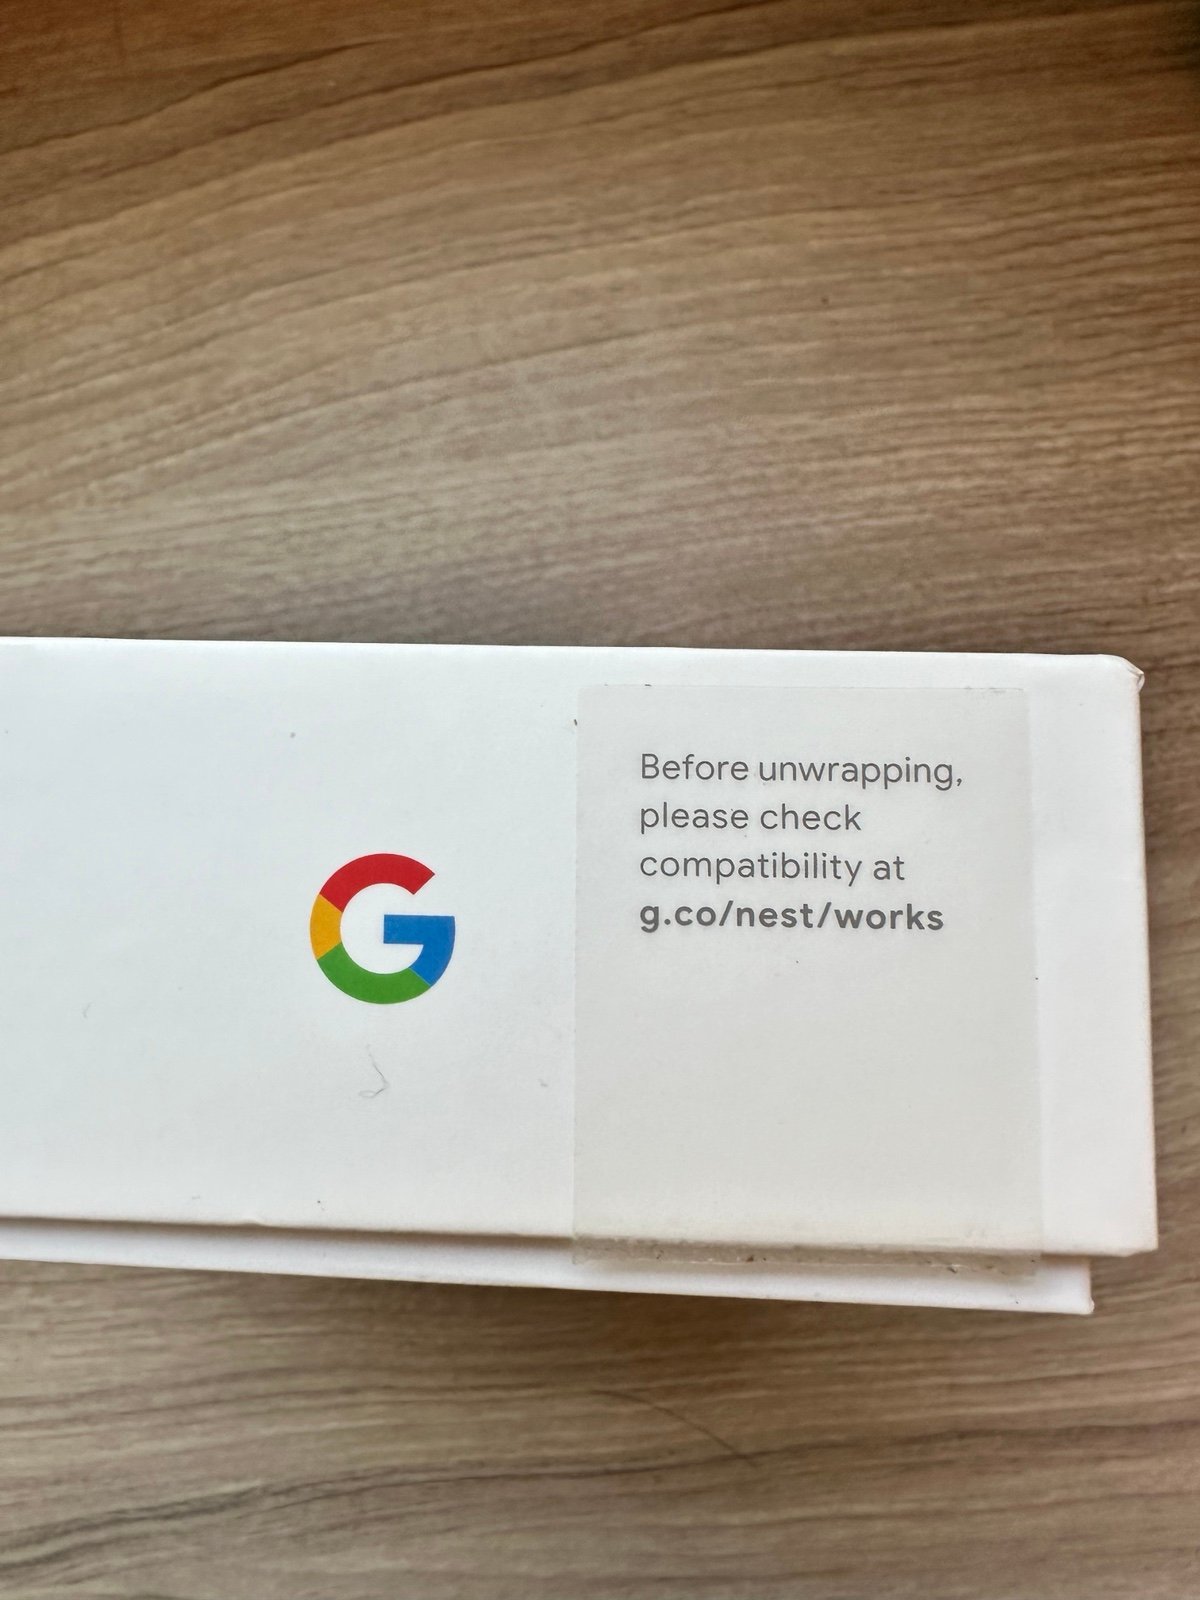 Before unwrapping,
please check
compatibility at
g.co/nest/works